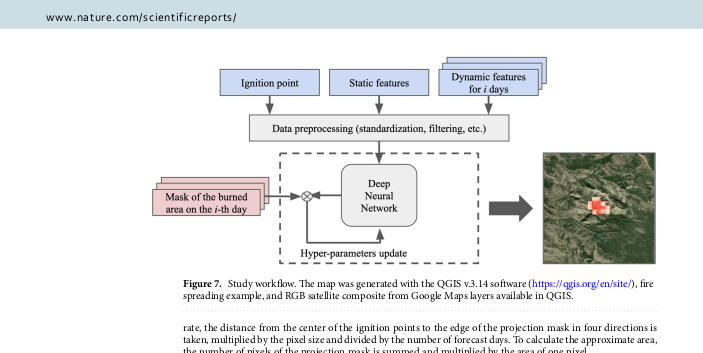 www.nature.com/scientificreports/
Ignition point
Static features
Dynamic features
for i days
Data preprocessing (standardization, filtering, etc.)
Mask of the burned
area on the i-th day
Deep
Neural
Network
Hyper-parameters update
Figure 7. Study workflow. The map was generated with the QGIS v.3.14 software (https://qgis.org/en/site/), fire
spreading example, and RGB satellite composite from Google Maps layers available in QGIS.
rate, the distance from the center of the ignition points to the edge of the projection mask in four directions is
taken, multiplied by the pixel size and divided by the number of forecast days. To calculate the approximate area,
the number of pixels of the projection mask is summed and multiplied by the area of one pixel.